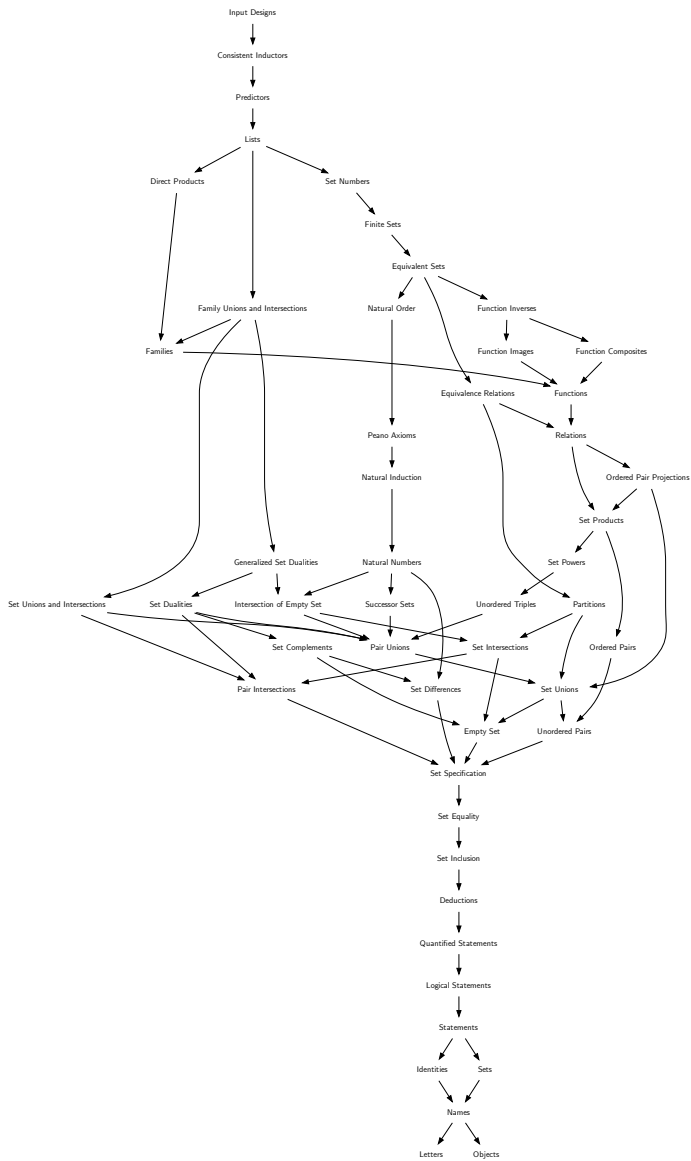 Input Designs
Consistent Inductors
Predictors
Lists
Direct Products
Set Numbers
Finite Sets
Equivalent Sets
Family Unions and Intersections
Natural Order
Function Inverses
Families
Function Images
Function Composites
Equivalence Relations
Functions
Peano Axioms
Relations
Natural Induction
Ordered Pair Projections
Set Products
Generalized Set Dualities
Natural Numbers
Set Powers
Set Unions and Intersections
Set Dualities
Intersection of Empty Set
Successor Sets
Unordered Triples
Partitions
Set Complements
Pair Unions
Set Intersections
Ordered Pairs
Pair Intersections
Set Differences
Set Unions
Empty Set
Unordered Pairs
Set Specification
Set Equality
Set Inclusion
Deductions
Quantified Statements
Logical Statements
Statements
Identities
Sets
Names
Letters
Objects